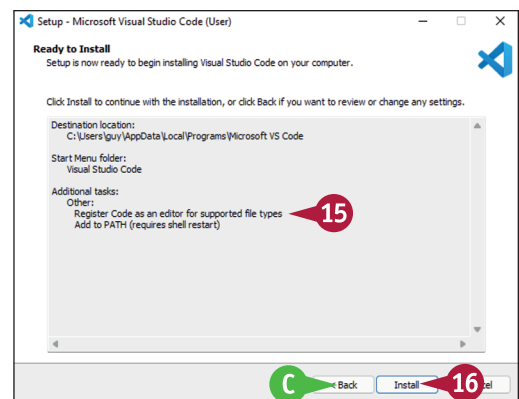 Setup - Microsoft Visual Studio Code (User)
Ready to Install
Setup is now ready to begin installing Visual Studio Code on your computer.
Click Install to continue with the installation, or click Back if you want to review or change any settings.
Destination location:
C:\Users\guy\AppData\Local\Programs\Microsoft VS Code
Start Menu folder:
Visual Studio Code
Additional tasks:
Other:
Register Code as an editor for supported file types 15
Add to PATH (requires shell restart)
C Back Install 16